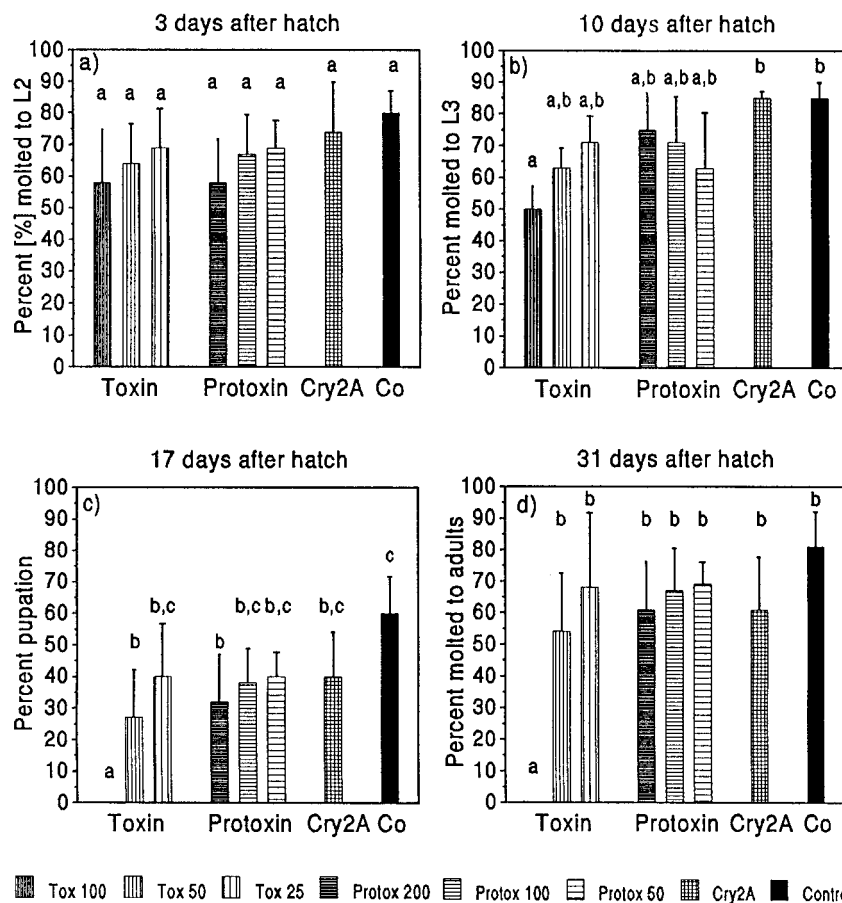 3 days after hatch
a)
a a a a a a a a
Percent [%] molted to L2
100
90
80
70
60
50
40
30
20
10
0
Toxin Protoxin Cry2A Co
10 days after hatch
b)
a a,b a,b a,b a,b a,b b b
Percent molted to L3
100
90
80
70
60
50
40
30
20
10
0
Toxin Protoxin Cry2A Co
17 days after hatch
c)
a b b,c b b,c b,c b,c c
Percent pupation
100
90
80
70
60
50
40
30
20
10
0
Toxin Protoxin Cry2A Co
31 days after hatch
d)
a b b b b b b b
Percent molted to adults
100
90
80
70
60
50
40
30
20
10
0
Toxin Protoxin Cry2A Co
Tox 100 Tox 50 Tox 25 Protox 200 Protox 100 Protox 50 Cry2A Contr